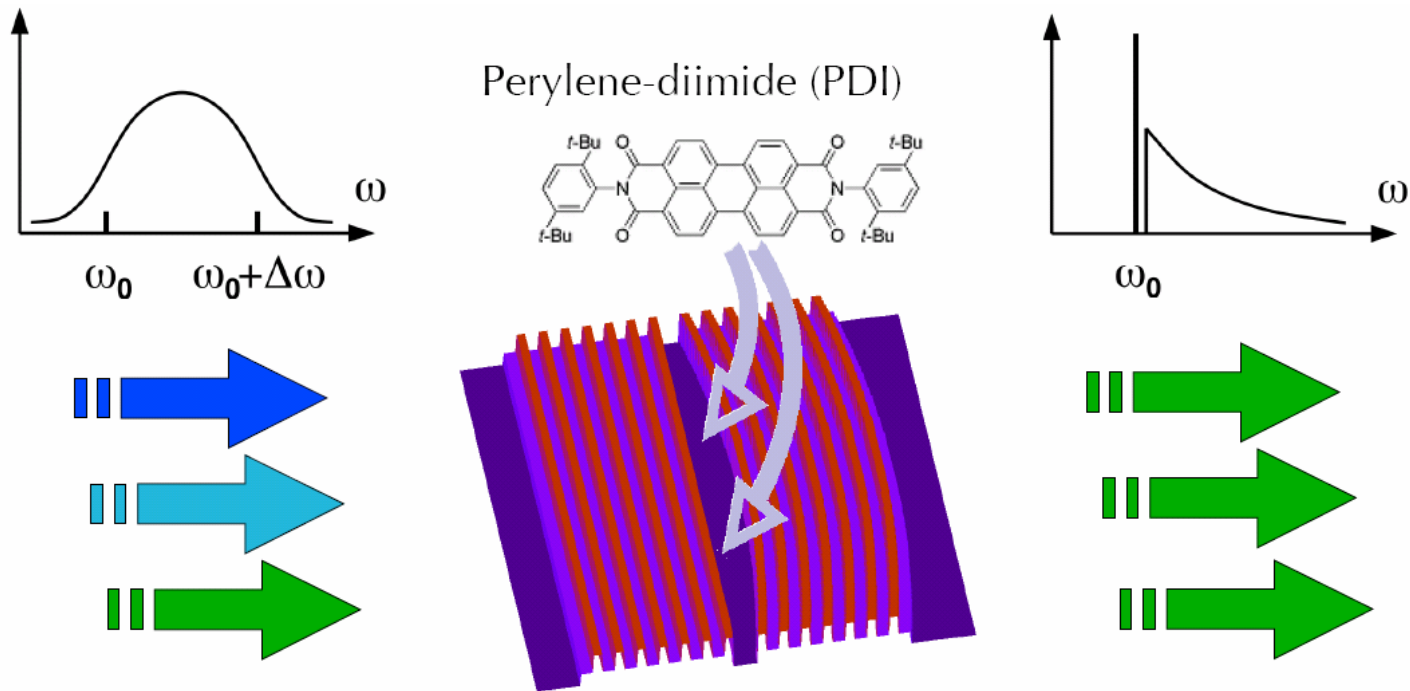 Perylene-diimide (PDI)
ω
ω₀
ω₀+Δω
t-Bu
O
O
t-Bu
N
N
t-Bu
O
O
t-Bu
ω
ω₀